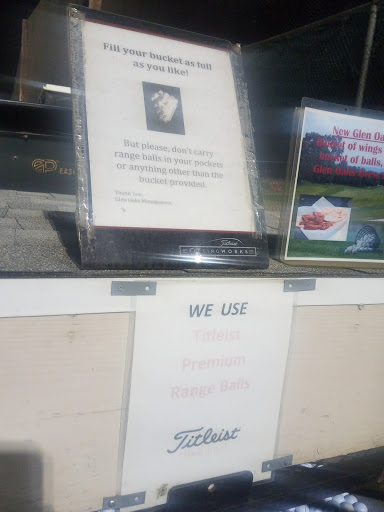 Fill your bucket as full
as you like!
But please, don't carry
range balls in your pockets
or anything other than the
bucket provided.
Thank You,
Glen Oaks Management
Titleist
New Glen Oa
of wings
bucket of balls,
Glen Oaks
WE USE
Titleist
Premium
Range Balls
Titleist